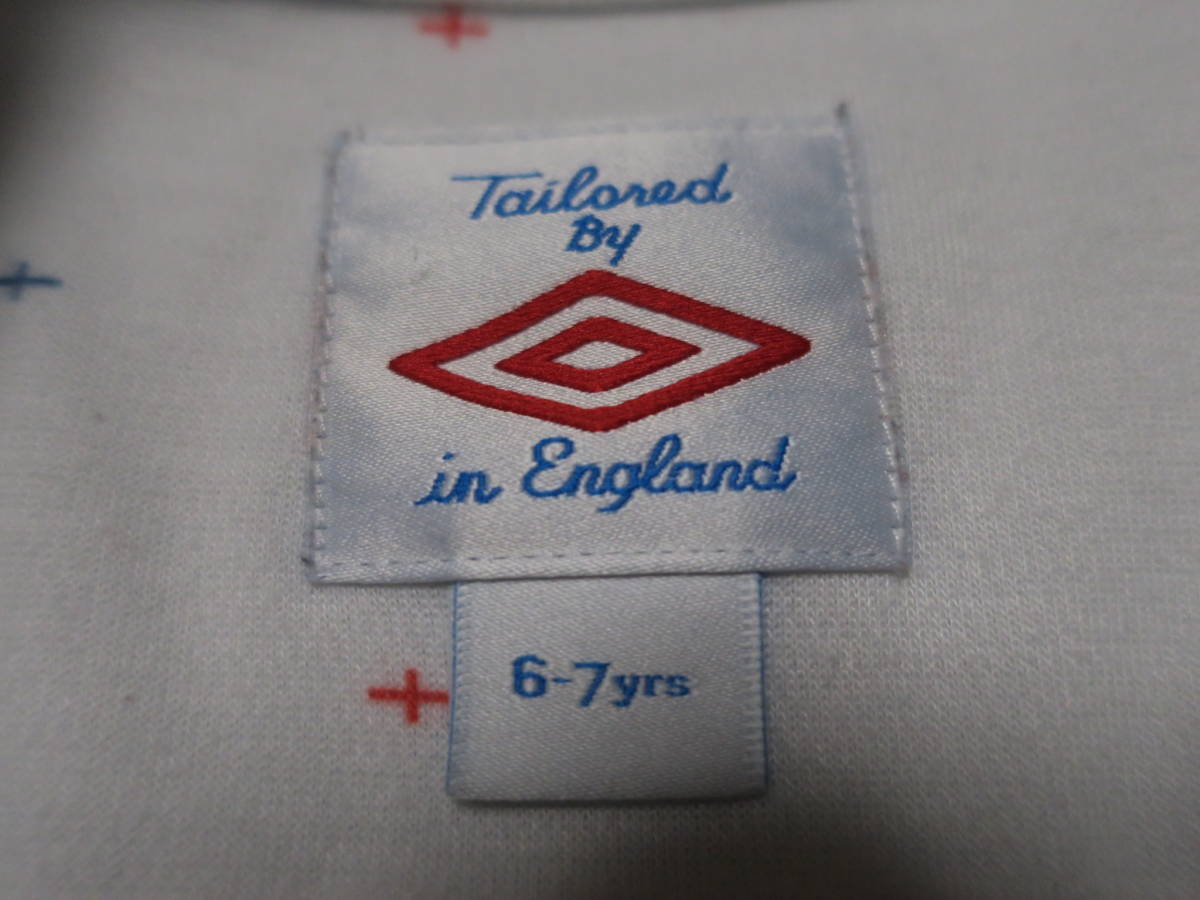 Tailored
By
in England
6-7yrs